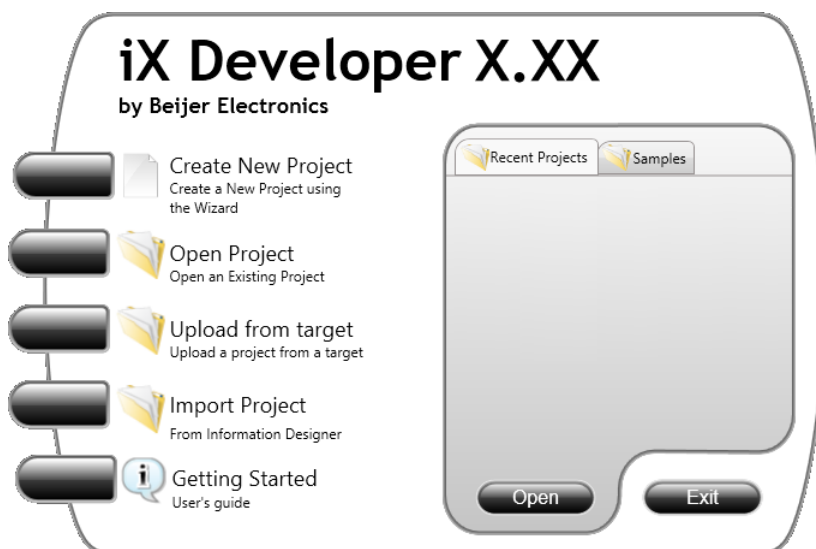 iX Developer X.XX
by Beijer Electronics
Create New Project
Create a New Project using
the Wizard
Open Project
Open an Existing Project
Upload from target
Upload a project from a target
Import Project
From Information Designer
Getting Started
User's guide
Recent Projects
Samples
Open
Exit